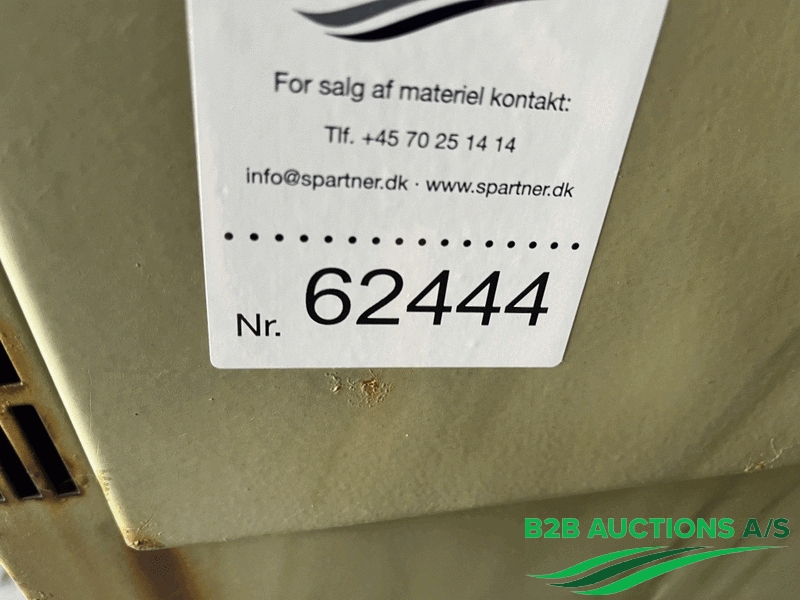 For salg af materiel kontakt:
Tlf. +45 70 25 14 14
info@spartner.dk · www.spartner.dk
Nr. 62444
B2B AUCTIONS A/S